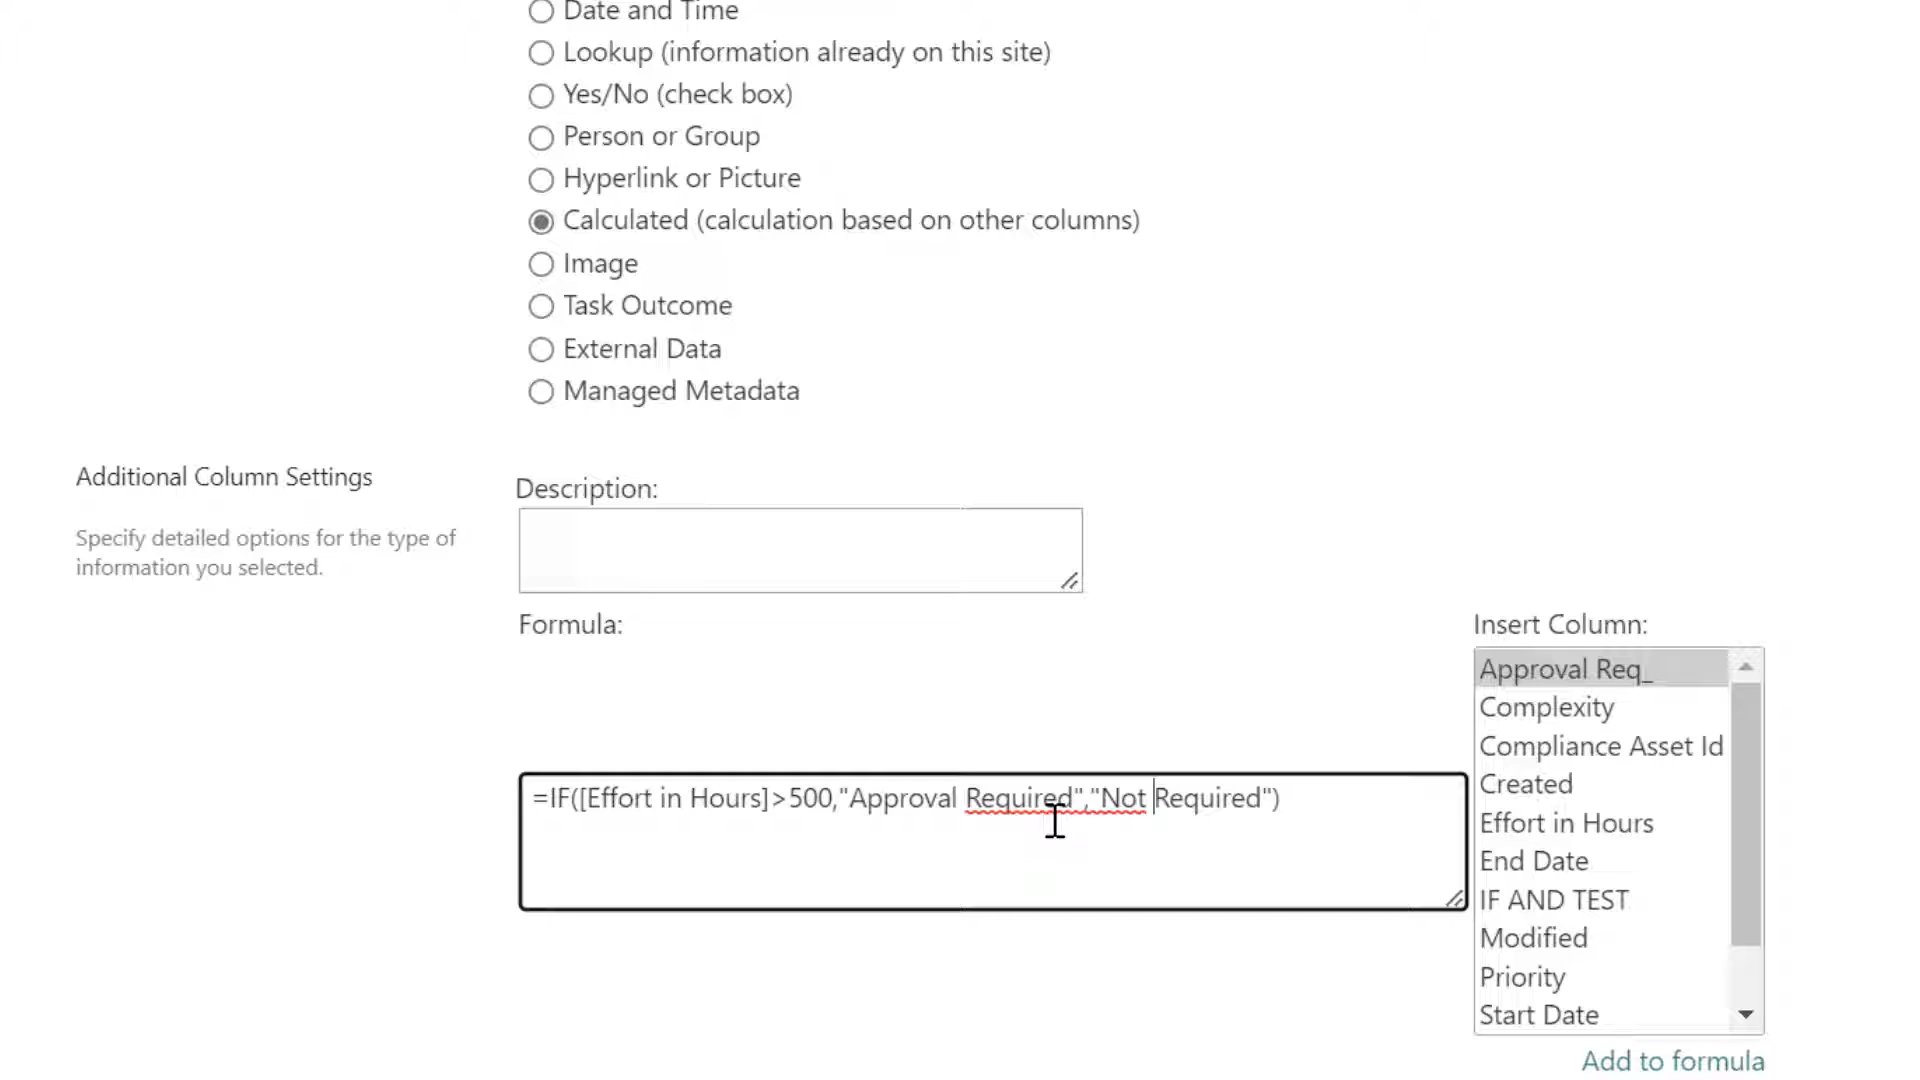 Date and Time
Lookup (information already on this site)
Yes/No (check box)
Person or Group
Hyperlink or Picture
Calculated (calculation based on other columns)
Image
Task Outcome
External Data
Managed Metadata
Additional Column Settings
Specify detailed options for the type of
information you selected.
Description:
Formula:
=IF([Effort in Hours]>500,"Approval Required","Not Required")
Insert Column:
Approval Req_
Complexity
Compliance Asset Id
Created
Effort in Hours
End Date
IF AND TEST
Modified
Priority
Start Date
Add to formula